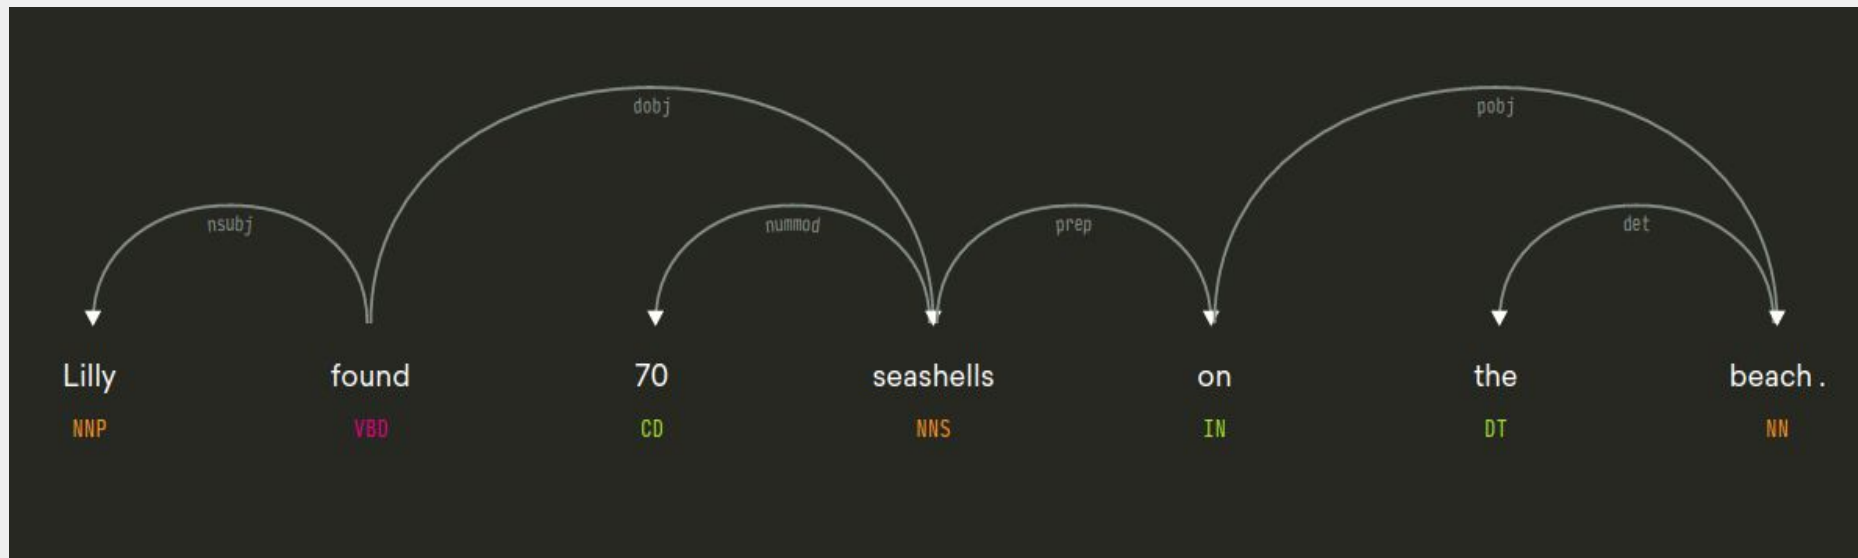 dobj pobj
nsubj nummod prep det
Lilly found 70 seashells on the beach .
NNP VBD CD NNS IN DT NN